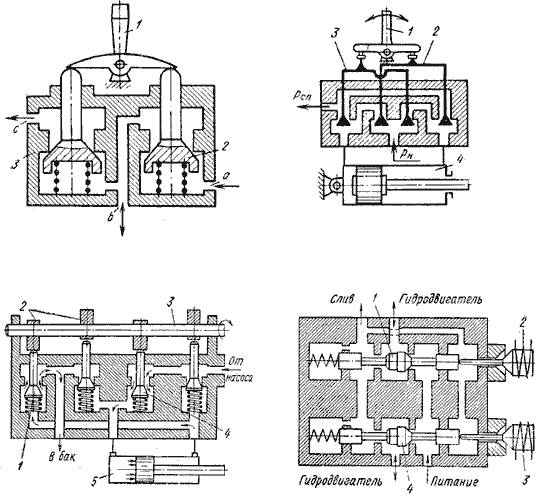 1
c
3
2
a
b
1
3
2
Pсл
Pн
4
2
3
От насоса
1
В бак
4
5
Слив
Гидродвигатель
1
2
Гидродвигатель
4
Питание
3